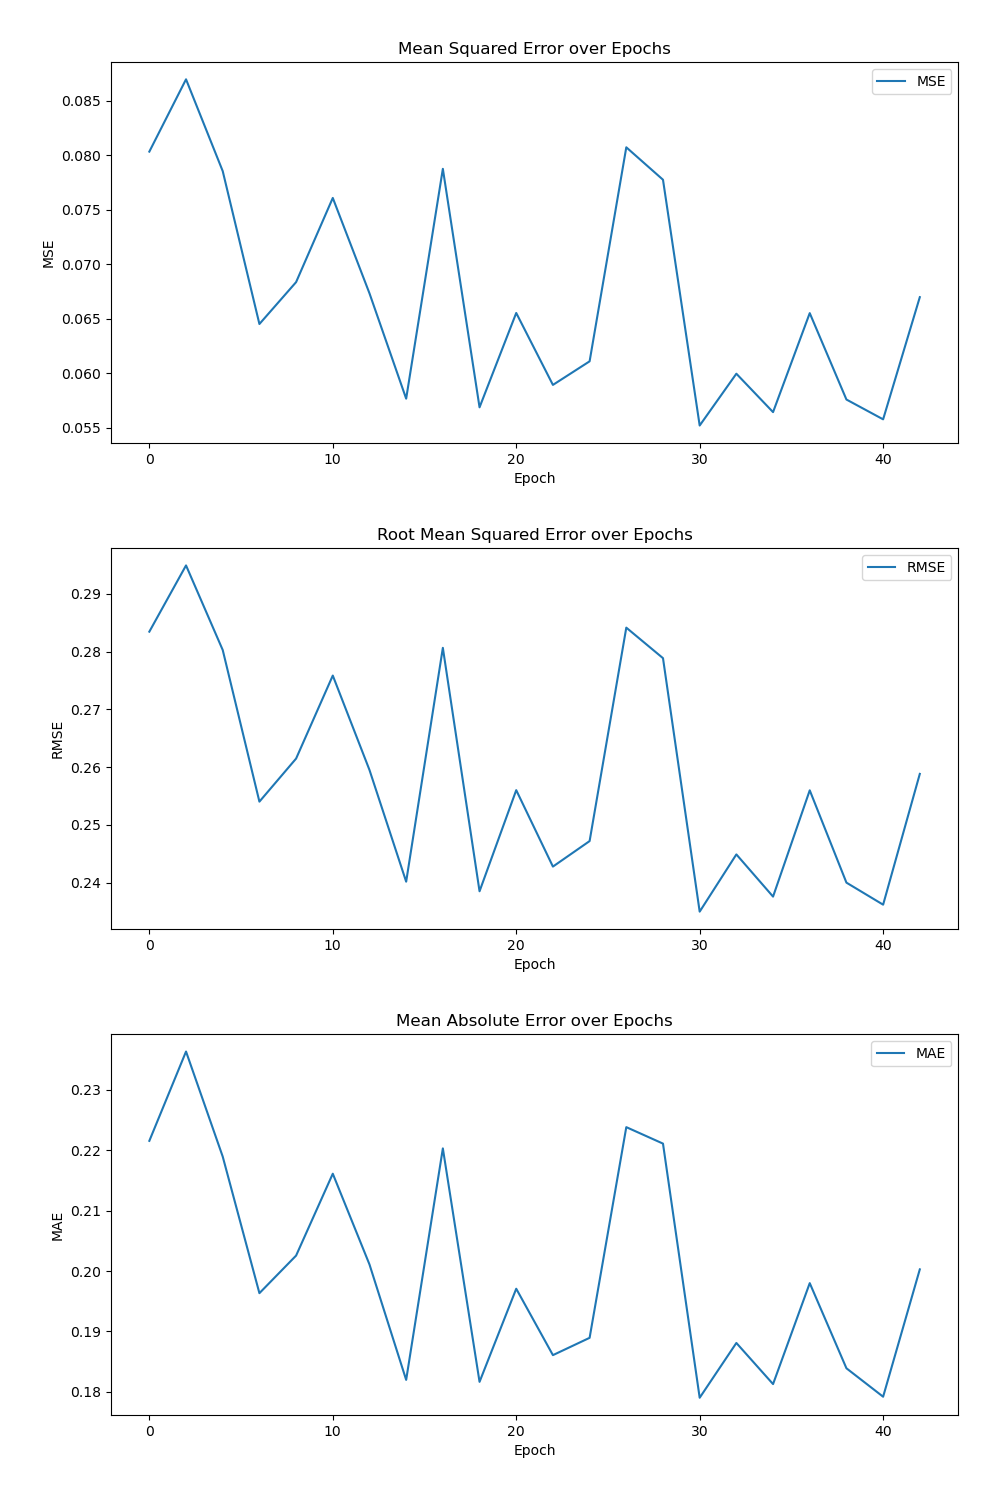 Mean Squared Error over Epochs
MSE
0.085
0.080
0.075
0.070
0.065
0.060
0.055
MSE
0 10 20 30 40
Epoch
Root Mean Squared Error over Epochs
RMSE
0.29
0.28
0.27
0.26
0.25
0.24
RMSE
0 10 20 30 40
Epoch
Mean Absolute Error over Epochs
MAE
0.23
0.22
0.21
0.20
0.19
0.18
MAE
0 10 20 30 40
Epoch